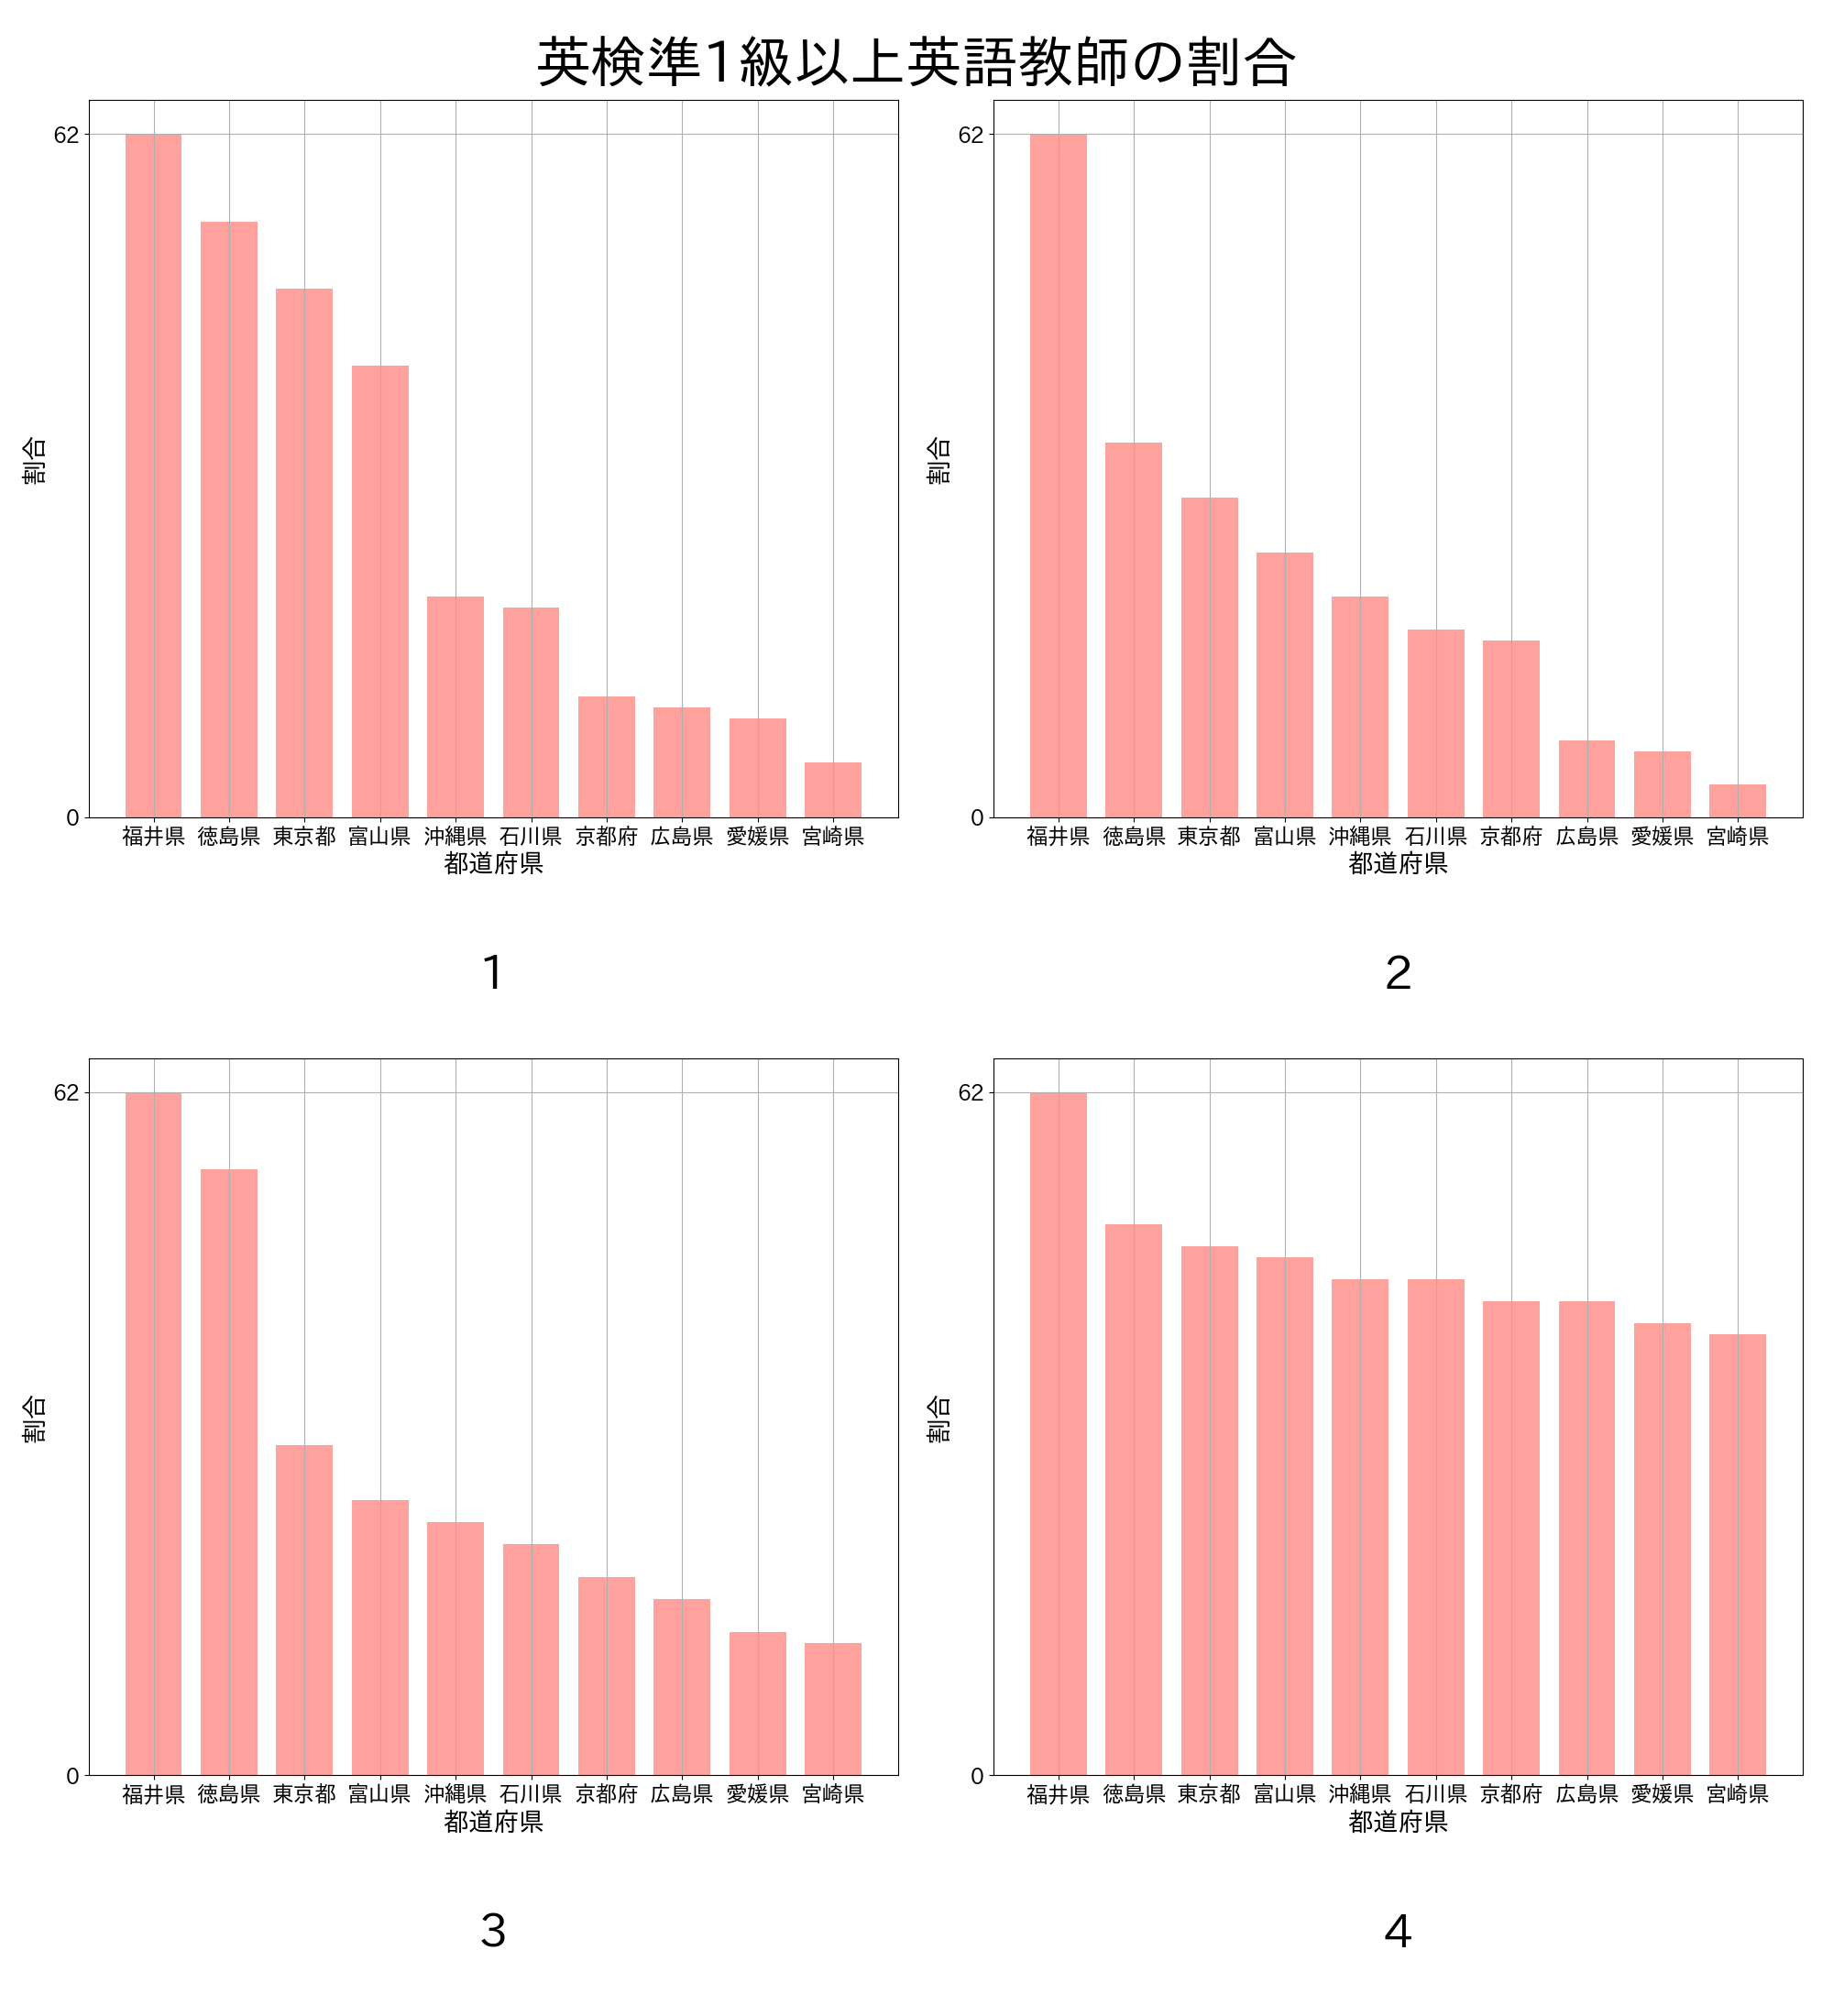 英検準1級以上英語教師の割合
62
0
割合
福井県 徳島県 東京都 富山県 沖縄県 石川県 京都府 広島県 愛媛県 宮崎県
都道府県
1
62
0
割合
福井県 徳島県 東京都 富山県 沖縄県 石川県 京都府 広島県 愛媛県 宮崎県
都道府県
2
62
0
割合
福井県 徳島県 東京都 富山県 沖縄県 石川県 京都府 広島県 愛媛県 宮崎県
都道府県
3
62
0
割合
福井県 徳島県 東京都 富山県 沖縄県 石川県 京都府 広島県 愛媛県 宮崎県
都道府県
4